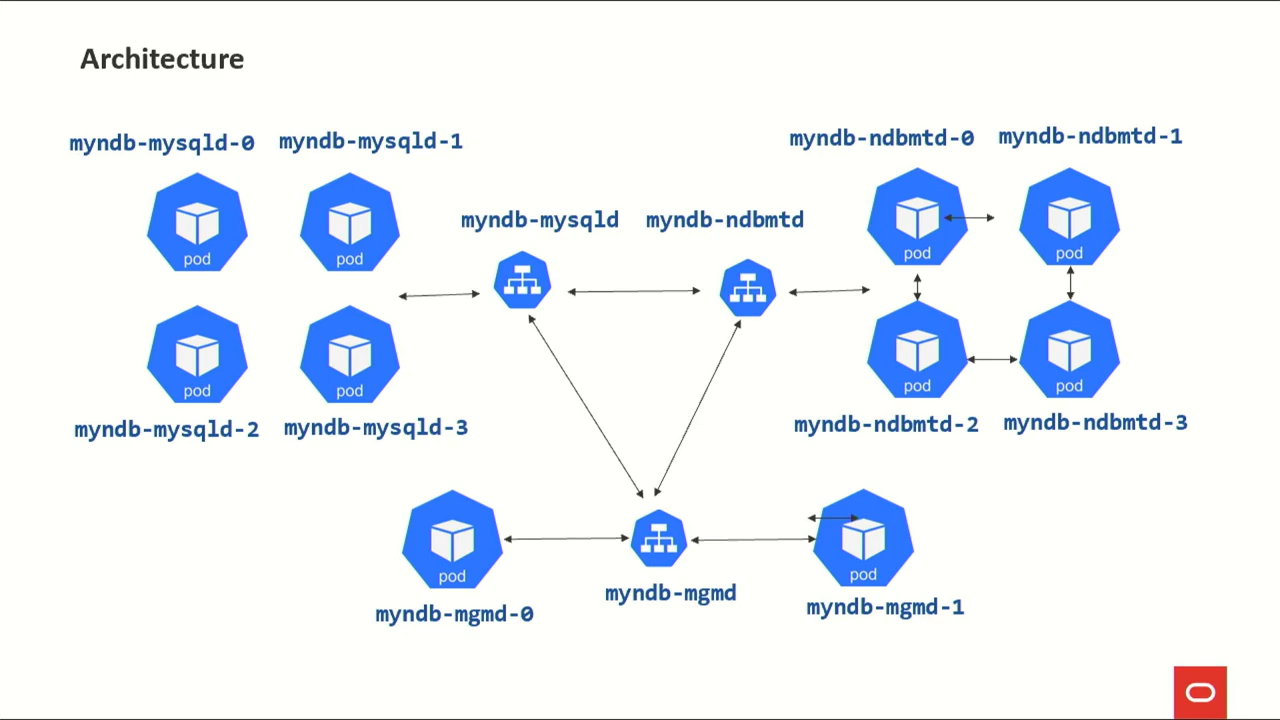 Architecture
myndb-mysqld-0
myndb-mysqld-1
myndb-ndbmtd-0
myndb-ndbmtd-1
pod
pod
myndb-mysqld
myndb-ndbmtd
pod
pod
pod
pod
pod
pod
myndb-mysqld-2
myndb-mysqld-3
myndb-ndbmtd-2
myndb-ndbmtd-3
pod
pod
myndb-mgmd-0
myndb-mgmd
myndb-mgmd-1